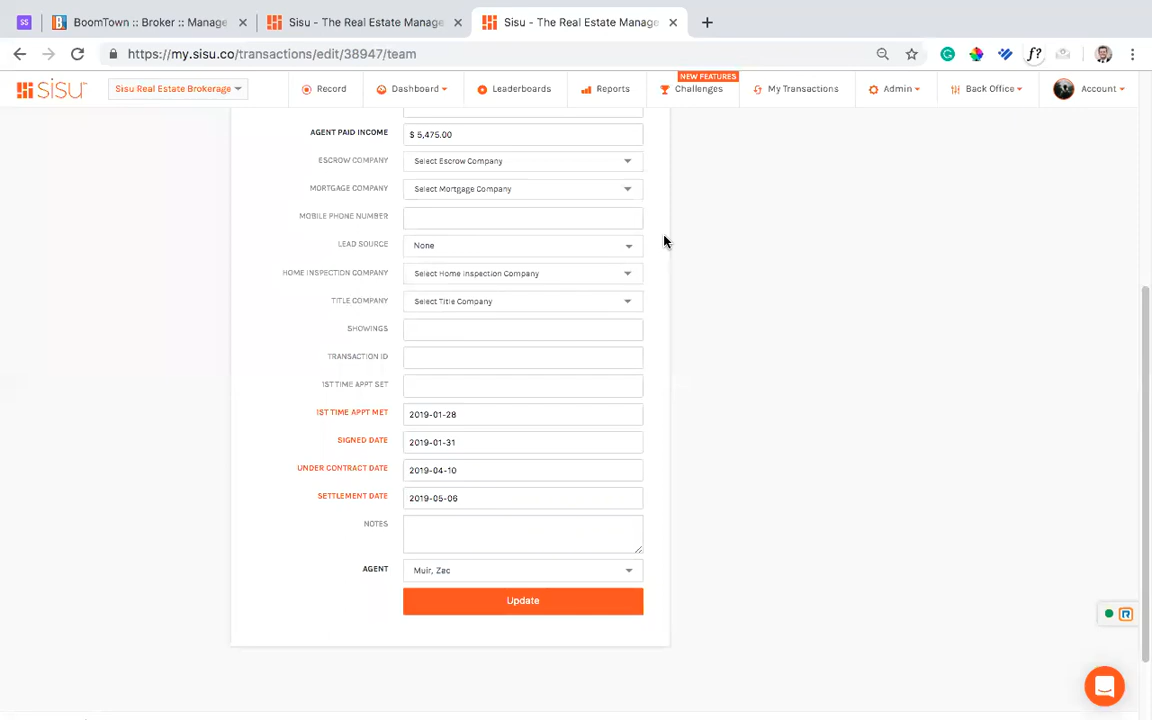 SS
BoomTown :: Broker :: Manage
Sisu - The Real Estate Manage
Sisu - The Real Estate Manage
https://my.sisu.co/transactions/edit/38947/team
f?
sisu
Sisu Real Estate Brokerage
Record
Dashboard
Leaderboards
Reports
NEW FEATURES
Challenges
My Transactions
Admin
Back Office
Account
AGENT PAID INCOME
$ 5,475.00
ESCROW COMPANY
Select Escrow Company
MORTGAGE COMPANY
Select Mortgage Company
MOBILE PHONE NUMBER
LEAD SOURCE
None
HOME INSPECTION COMPANY
Select Home Inspection Company
TITLE COMPANY
Select Title Company
SHOWINGS
TRANSACTION ID
1ST TIME APPT SET
1ST TIME APPT MET
2019-01-28
SIGNED DATE
2019-01-31
UNDER CONTRACT DATE
2019-04-10
SETTLEMENT DATE
2019-05-06
NOTES
AGENT
Muir, Zac
Update
R